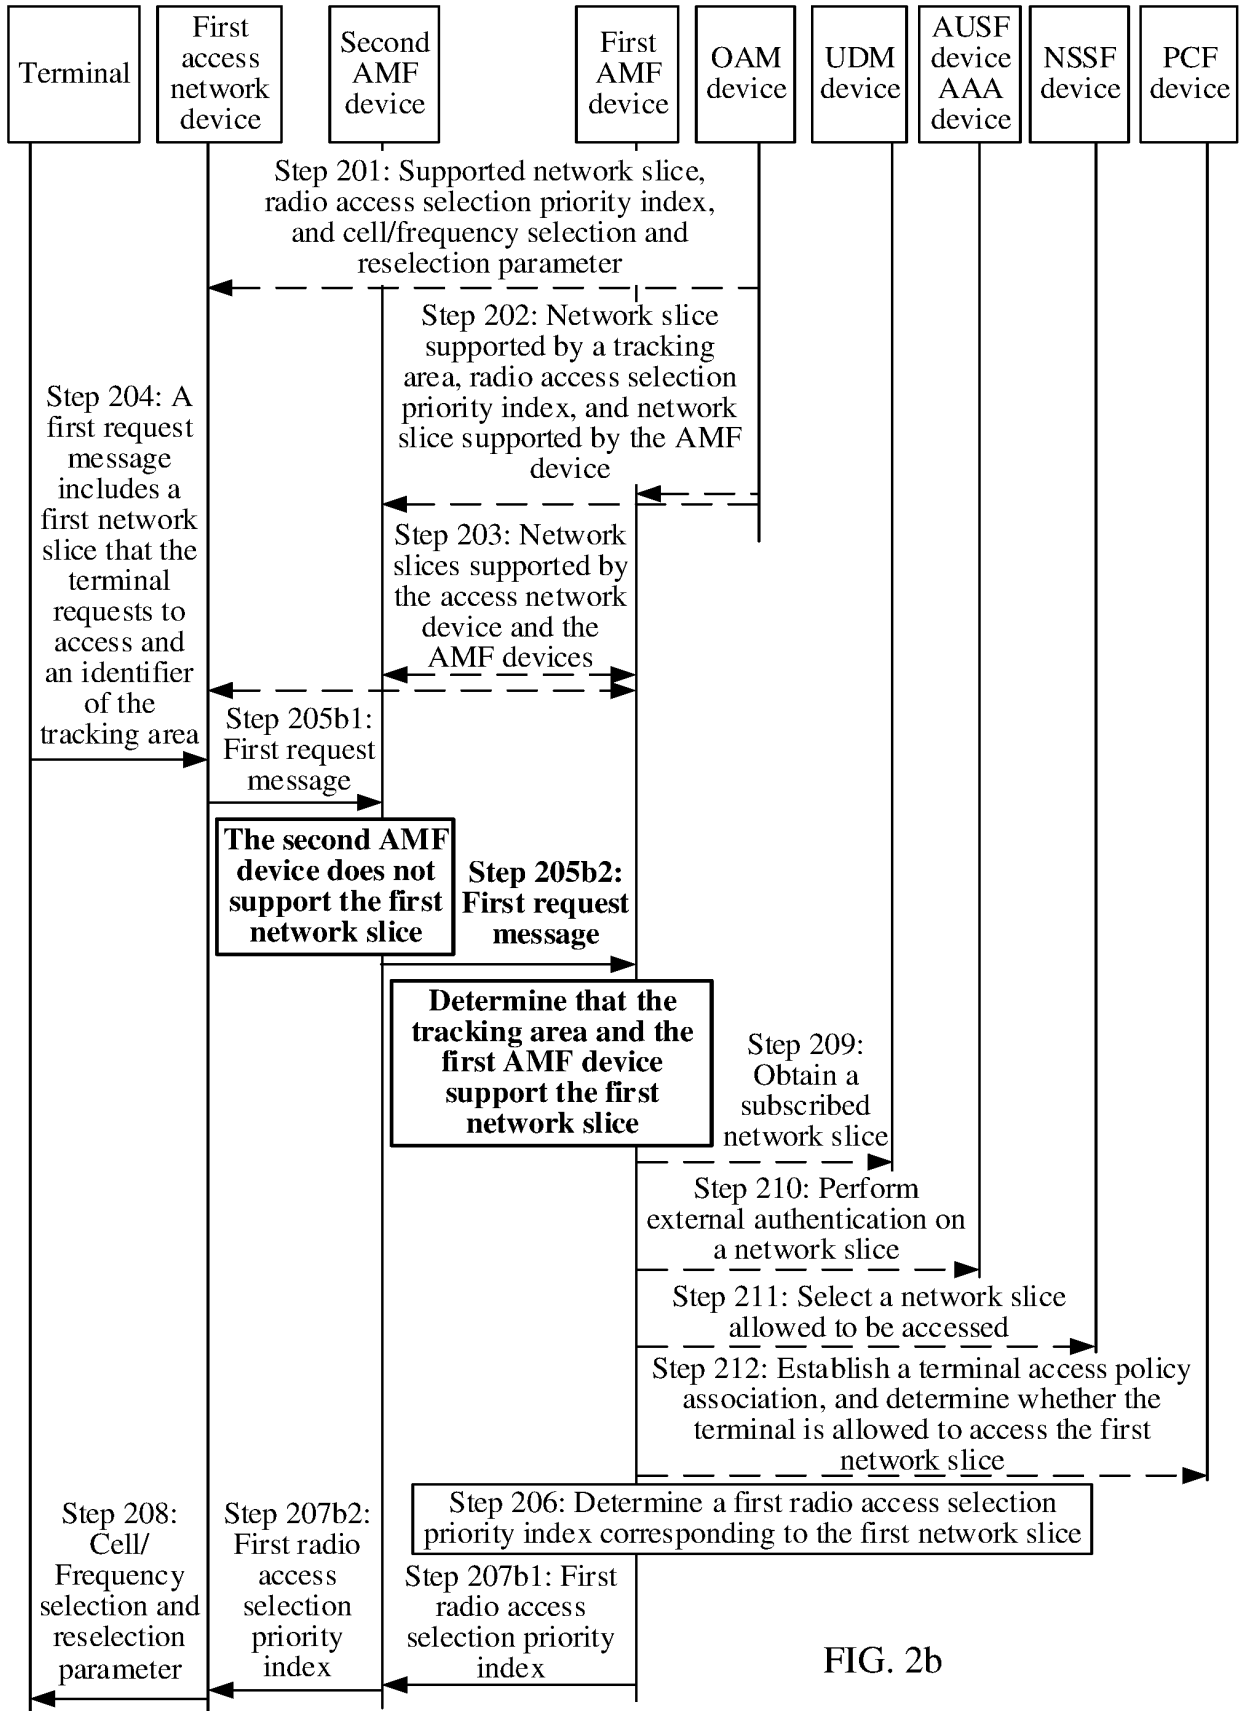 Terminal
First
access
network
device
Second
AMF
device
First
AMF
device
OAM
device
UDM
device
AUSF
device
AAA
device
NSSF
device
PCF
device
Step 201: Supported network slice,
radio access selection priority index,
and cell/frequency selection and
reselection parameter
Step 202: Network slice
supported by a tracking
area, radio access selection
priority index, and network
slice supported by the AMF
device
Step 203: Network
slices supported by
the access network
device and the
AMF devices
Step 204: A
first request
message
includes a
first network
slice that the
terminal
requests to
access and
an identifier
of the
tracking area
Step 205b1:
First request
message
The second AMF
device does not
support the first
network slice
Step 205b2:
First request
message
Determine that the
tracking area and the
first AMF device
support the first
network slice
Step 209:
Obtain a
subscribed
network slice
Step 210: Perform
external authentication on
a network slice
Step 211: Select a network slice
allowed to be accessed
Step 212: Establish a terminal access policy
association, and determine whether the
terminal is allowed to access the first
network slice
Step 206: Determine a first radio access selection
priority index corresponding to the first network slice
Step 207b1: First
radio access
selection priority
index
Step 207b2:
First radio
access
selection
priority
index
Step 208:
Cell/
Frequency
selection and
reselection
parameter
FIG. 2b